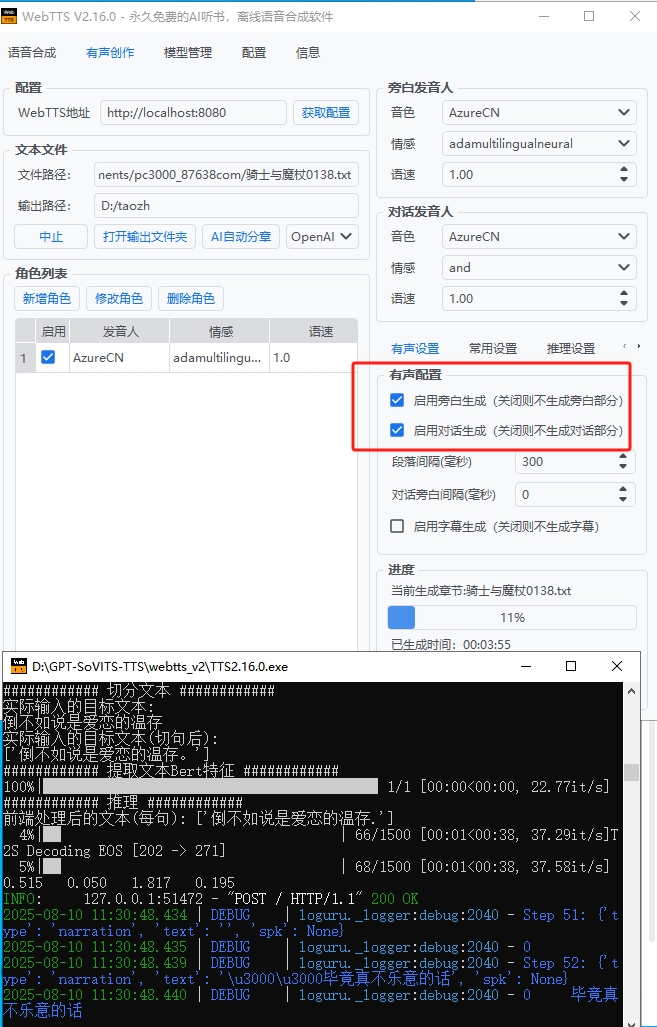 WebTTS V2.16.0 - 永久免费的AI听书，离线语音合成软件
语音合成 有声创作 模型管理 配置 信息
配置
WebTTS地址 http://localhost:8080 获取配置
文本文件
文件路径: nents/pc3000_87638com/骑士与魔杖0138.txt
输出路径: D:/taozh
中止 打开输出文件夹 AI自动分章 OpenAI
角色列表
新增角色 修改角色 删除角色
启用 发音人 情感 语速
1 AzureCN adamultilingu... 1.0
旁白发音人
音色 AzureCN
情感 adamultilingualneural
语速 1.00
对话发音人
音色 AzureCN
情感 and
语速 1.00
有声设置 常用设置 推理设置
有声配置
启用旁白生成（关闭则不生成旁白部分）
启用对话生成（关闭则不生成对话部分）
段落间隔(毫秒) 300
对话旁白间隔(毫秒) 0
启用字幕生成（关闭则不生成字幕）
进度
当前生成章节:骑士与魔杖0138.txt
11%
已生成时间: 00:03:55
Web TTS D:\GPT-SoVITS-TTS\webtts_v2\TTS2.16.0.exe
############ 切分文本 ############
实际输入的目标文本:
倒不如说是爱恋的温存
实际输入的目标文本(切句后):
['倒不如说是爱恋的温存。']
############ 提取文本Bert特征 ############
100%| | 1/1 [00:00<00:00, 22.77it/s]
############ 推理 ############
前端处理后的文本(每句): ['倒不如说是爱恋的温存.']
4%| | 66/1500 [00:01<00:38, 37.29it/s]T
2S Decoding EOS [202 -> 271]
5%| | 68/1500 [00:01<00:38, 37.58it/s]
0.515 0.050 1.817 0.195
INFO: 127.0.0.1:51472 - "POST / HTTP/1.1" 200 OK
2025-08-10 11:30:48.434 | DEBUG | loguru._logger:debug:2040 - Step 51: {'t
ype': 'narration', 'text': '', 'spk': None}
2025-08-10 11:30:48.435 | DEBUG | loguru._logger:debug:2040 - 0
2025-08-10 11:30:48.439 | DEBUG | loguru._logger:debug:2040 - Step 52: {'t
ype': 'narration', 'text': '\u3000\u3000毕竟真不乐意的话', 'spk': None}
2025-08-10 11:30:48.440 | DEBUG | loguru._logger:debug:2040 - 0 毕竟真
不乐意的话